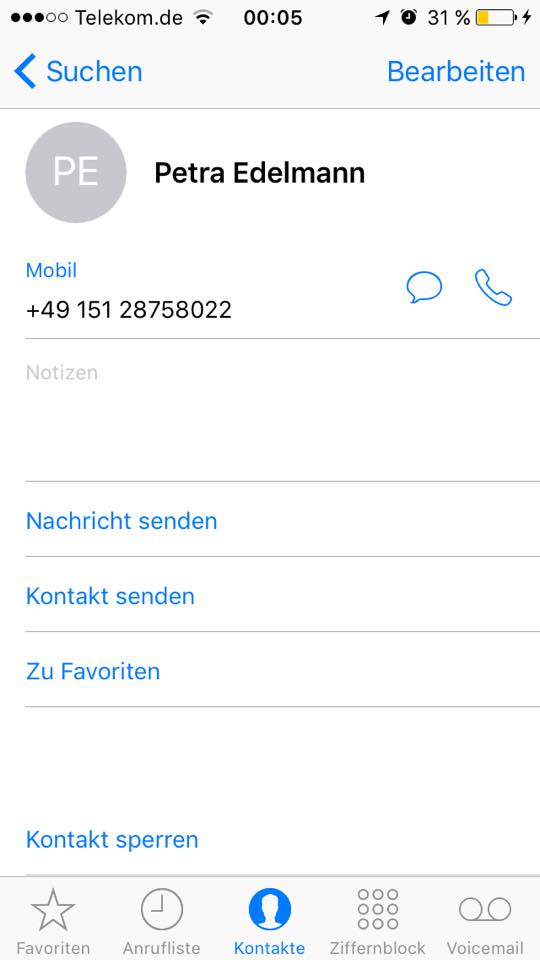 Telekom.de 00:05 31 %
Suchen Bearbeiten
PE Petra Edelmann
Mobil
+49 151 28758022
Notizen
Nachricht senden
Kontakt senden
Zu Favoriten
Kontakt sperren
Favoriten Anrufliste Kontakte Ziffernblock Voicemail